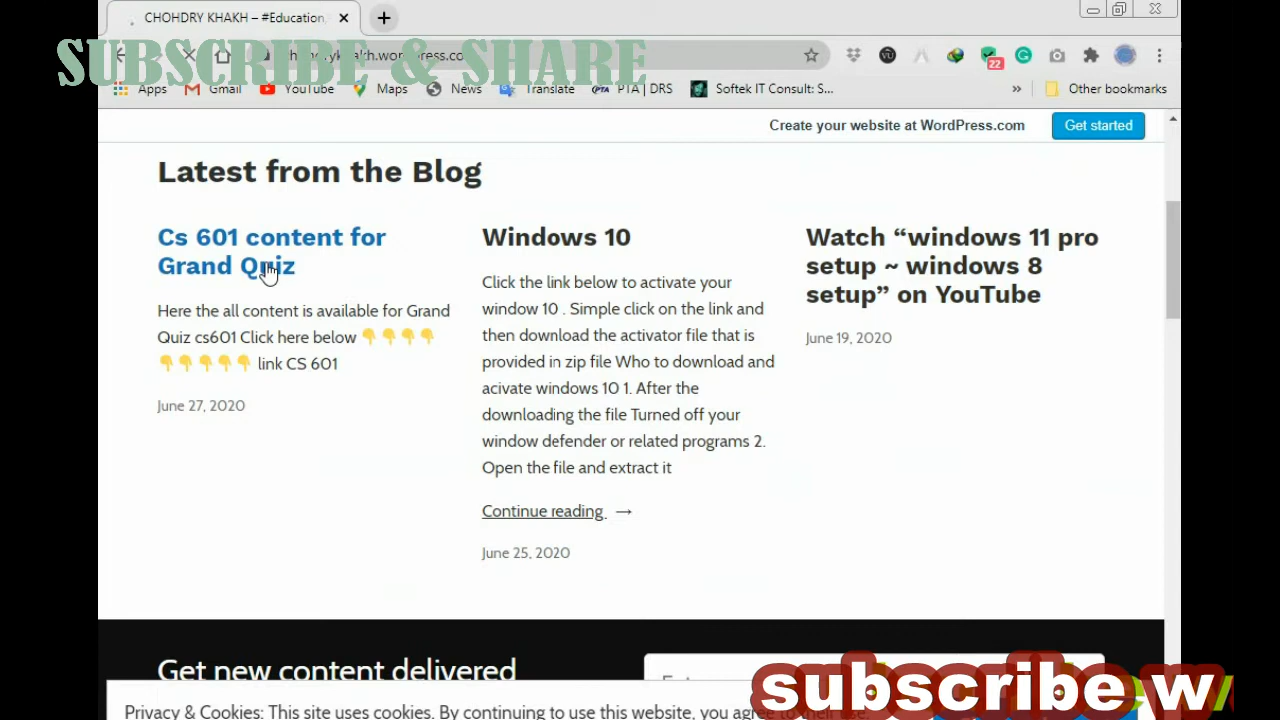 CHOHDRY KHAKH – #Education,
SUBSCRIBE & SHARE
khakh.wordpress.co
Apps Gmail YouTube Maps News Translate PTA | DRS Softek IT Consult: S... » Other bookmarks
22
Create your website at WordPress.com Get started
Latest from the Blog
Cs 601 content for
Grand Quiz
Here the all content is available for Grand
Quiz cs601 Click here below 👇👇👇👇
👇👇👇👇👇 link CS 601
June 27, 2020
Windows 10
Click the link below to activate your
window 10 . Simple click on the link and
then download the activator file that is
provided in zip file Who to download and
acivate windows 10 1. After the
downloading the file Turned off your
window defender or related programs 2.
Open the file and extract it
Continue reading →
June 25, 2020
Watch “windows 11 pro
setup ~ windows 8
setup” on YouTube
June 19, 2020
Get new content delivered
subscribe.w
Privacy & Cookies: This site uses cookies. By continuing to use this website, you agree to their use.